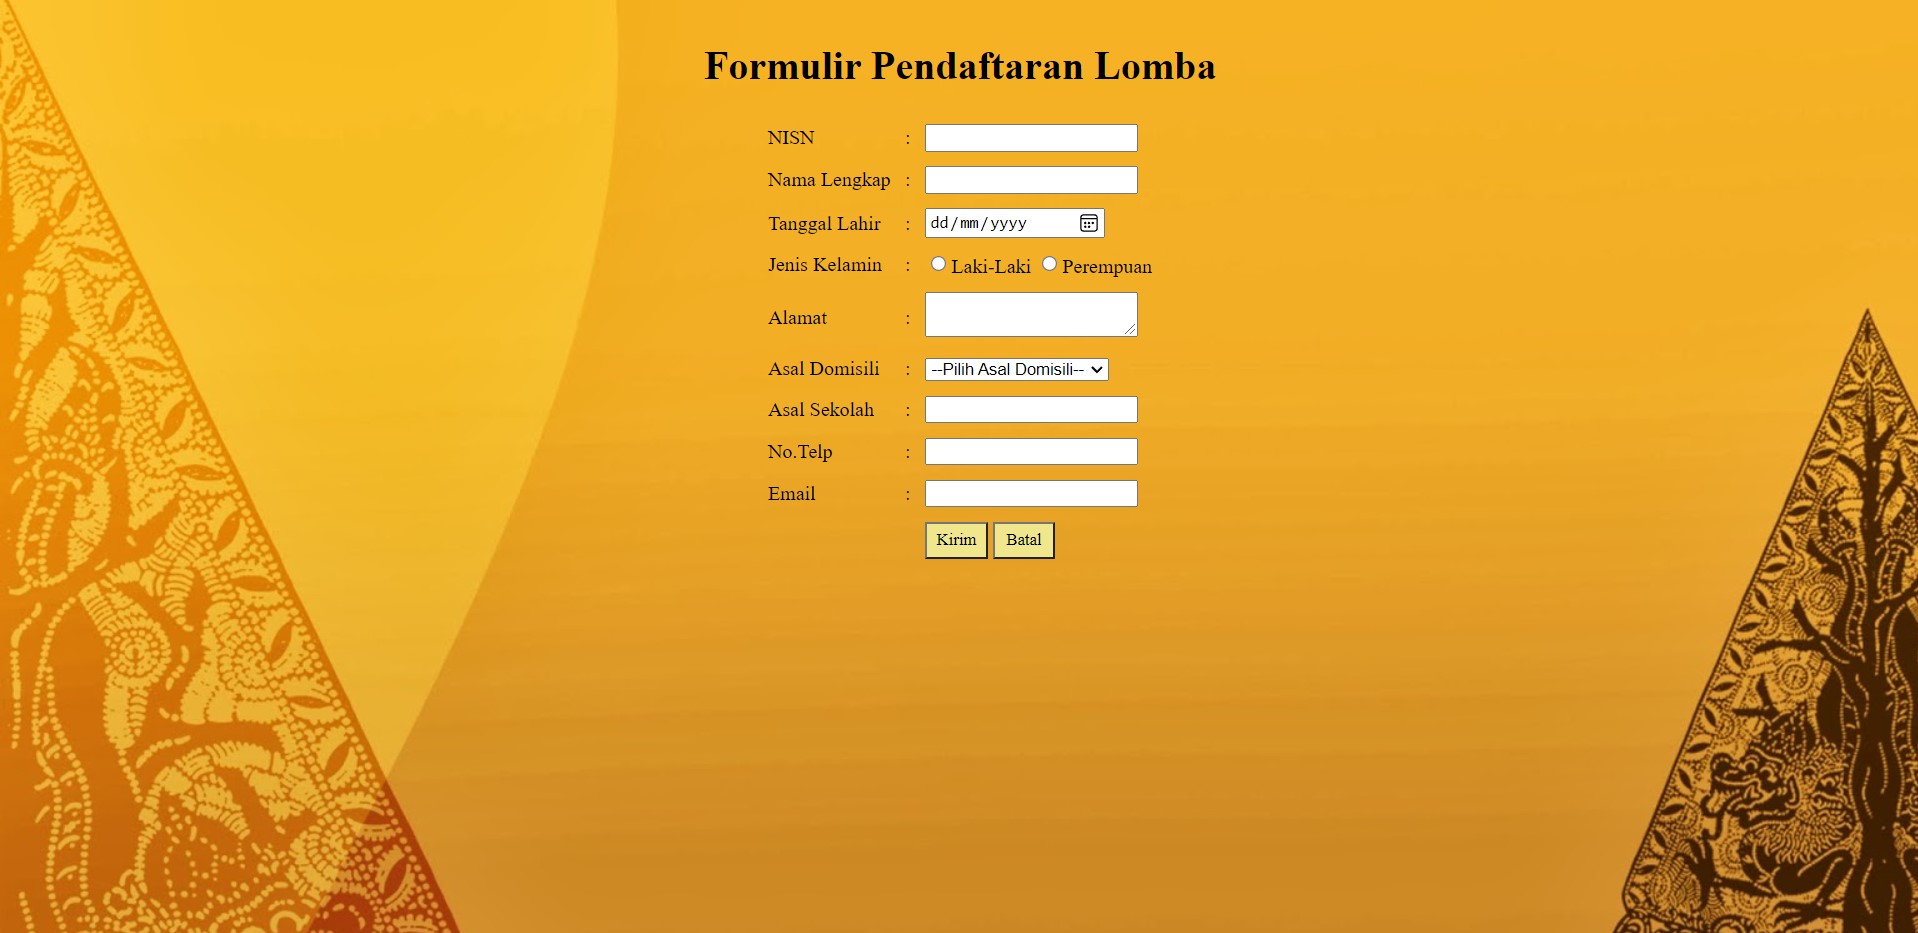 Formulir Pendaftaran Lomba
NISN :
Nama Lengkap :
Tanggal Lahir : dd/mm/yyyy
Jenis Kelamin : Laki-Laki Perempuan
Alamat :
Asal Domisili : --Pilih Asal Domisili--
Asal Sekolah :
No.Telp :
Email :
Kirim Batal